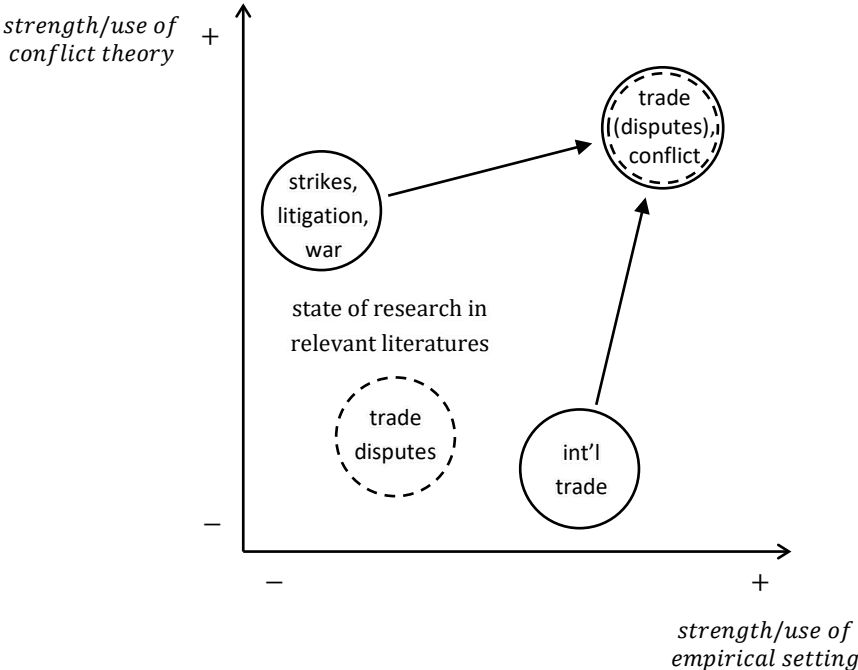 strength/use of
conflict theory
+
trade
(disputes),
conflict
strikes,
litigation,
war
state of research in
relevant literatures
trade
disputes
int'l
trade
−
−
+
strength/use of
empirical setting